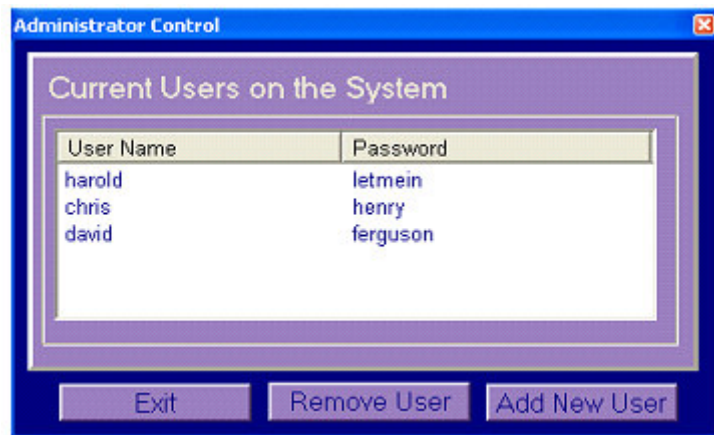 Administrator Control
Current Users on the System
User Name Password
harold letmein
chris henry
david ferguson
Exit Remove User Add New User